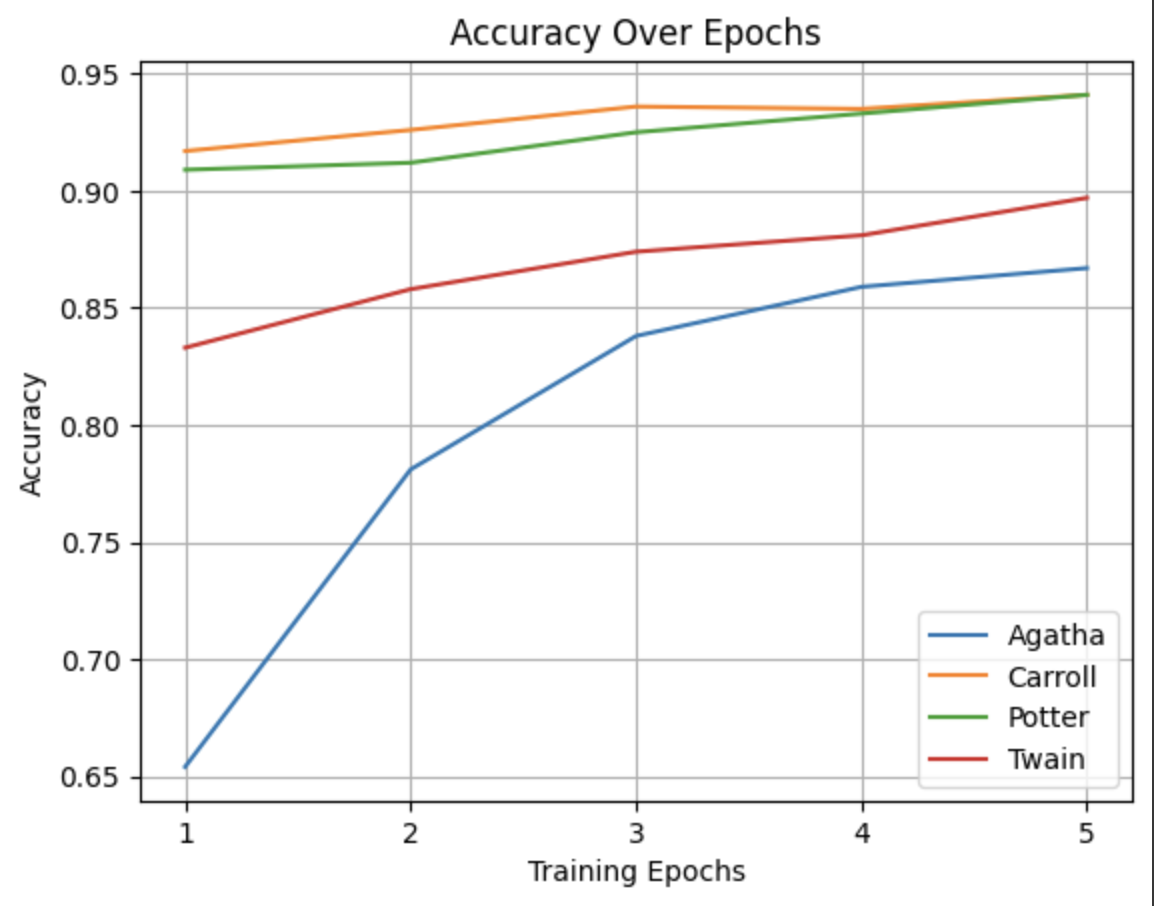 Accuracy Over Epochs
0.95
0.90
0.85
0.80
0.75
0.70
0.65
Accuracy
Agatha
Carroll
Potter
Twain
1 2 3 4 5
Training Epochs